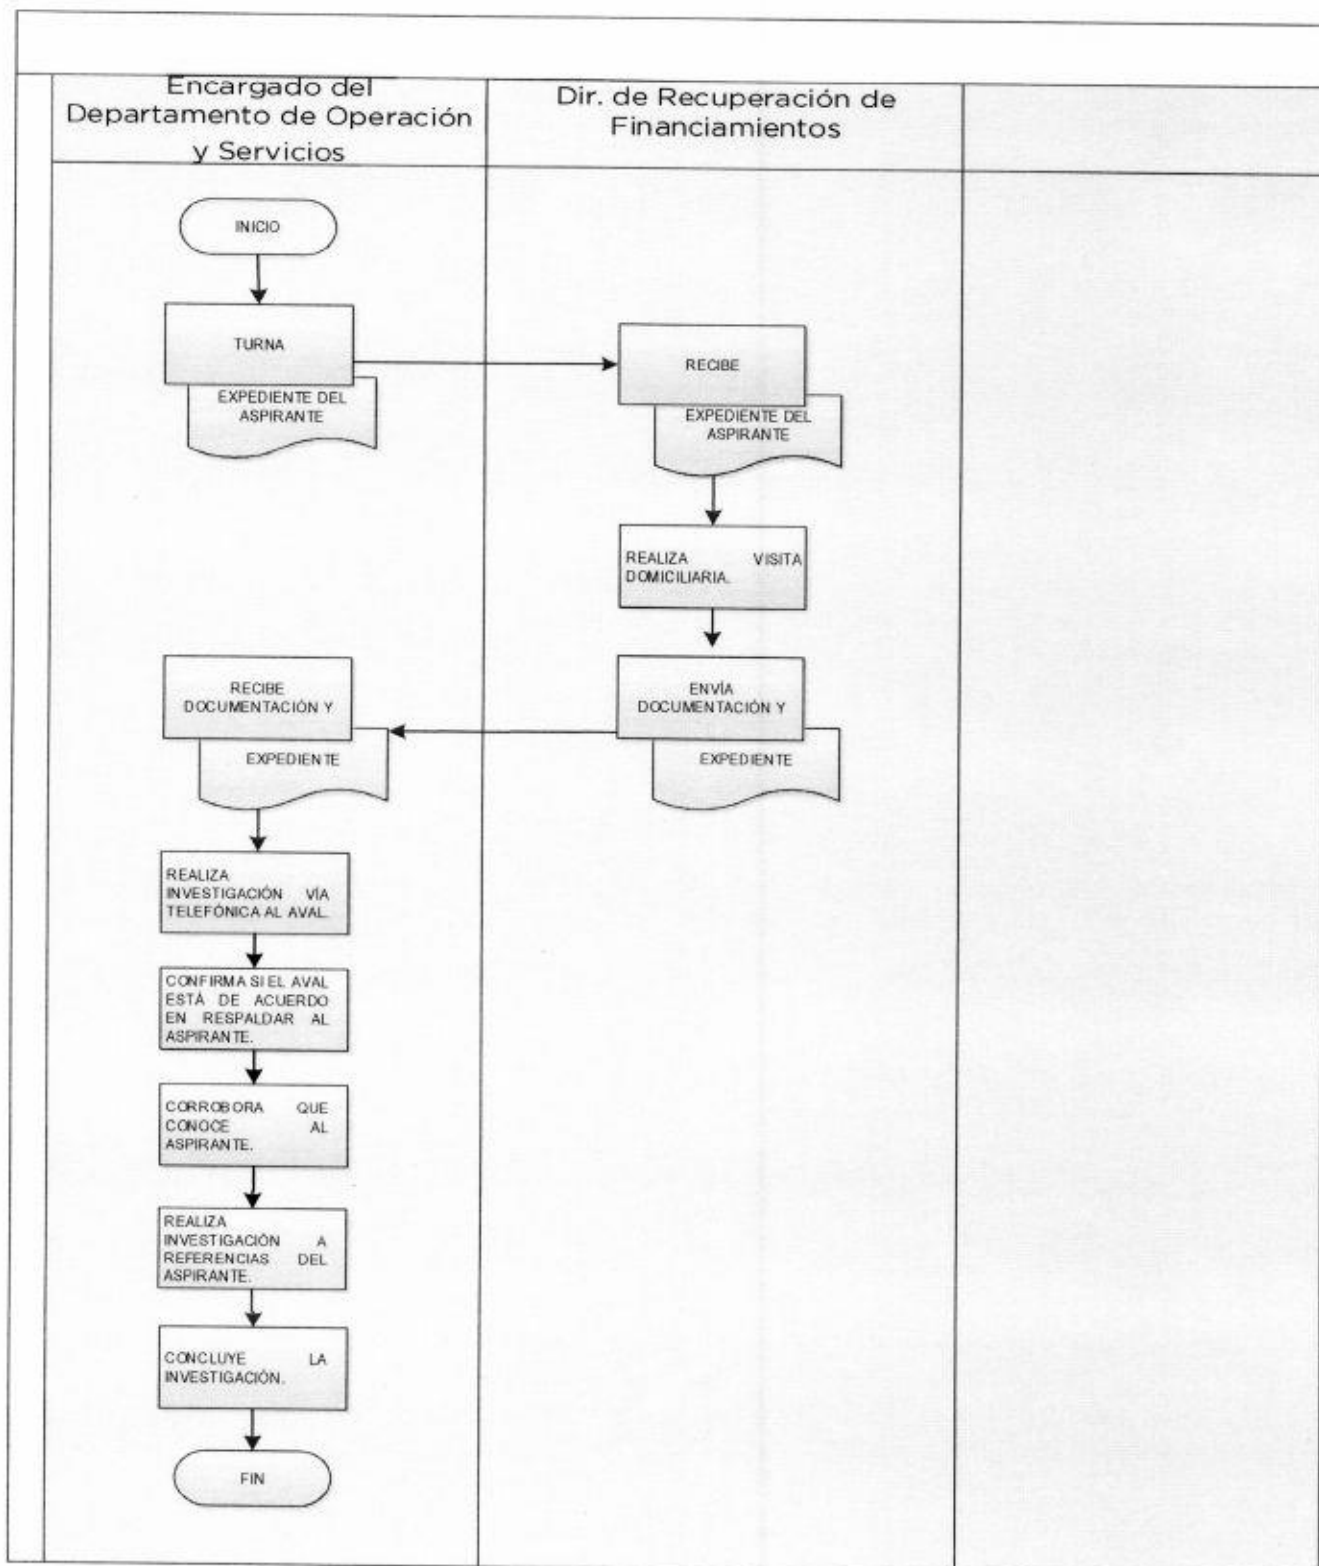 Encargado del
Departamento de Operación
y Servicios
Dir. de Recuperación de
Financiamientos
INICIO
TURNA
EXPEDIENTE DEL
ASPIRANTE
RECIBE
EXPEDIENTE DEL
ASPIRANTE
REALIZA VISITA
DOMICILIARIA.
ENVÍA
DOCUMENTACIÓN Y
EXPEDIENTE
RECIBE
DOCUMENTACIÓN Y
EXPEDIENTE
REALIZA
INVESTIGACIÓN VÍA
TELEFÓNICA AL AVAL.
CONFIRMA SI EL AVAL
ESTÁ DE ACUERDO
EN RESPALDAR AL
ASPIRANTE.
CORROBORA QUE
CONOCE AL
ASPIRANTE.
REALIZA
INVESTIGACIÓN A
REFERENCIAS DEL
ASPIRANTE.
CONCLUYE LA
INVESTIGACIÓN.
FIN